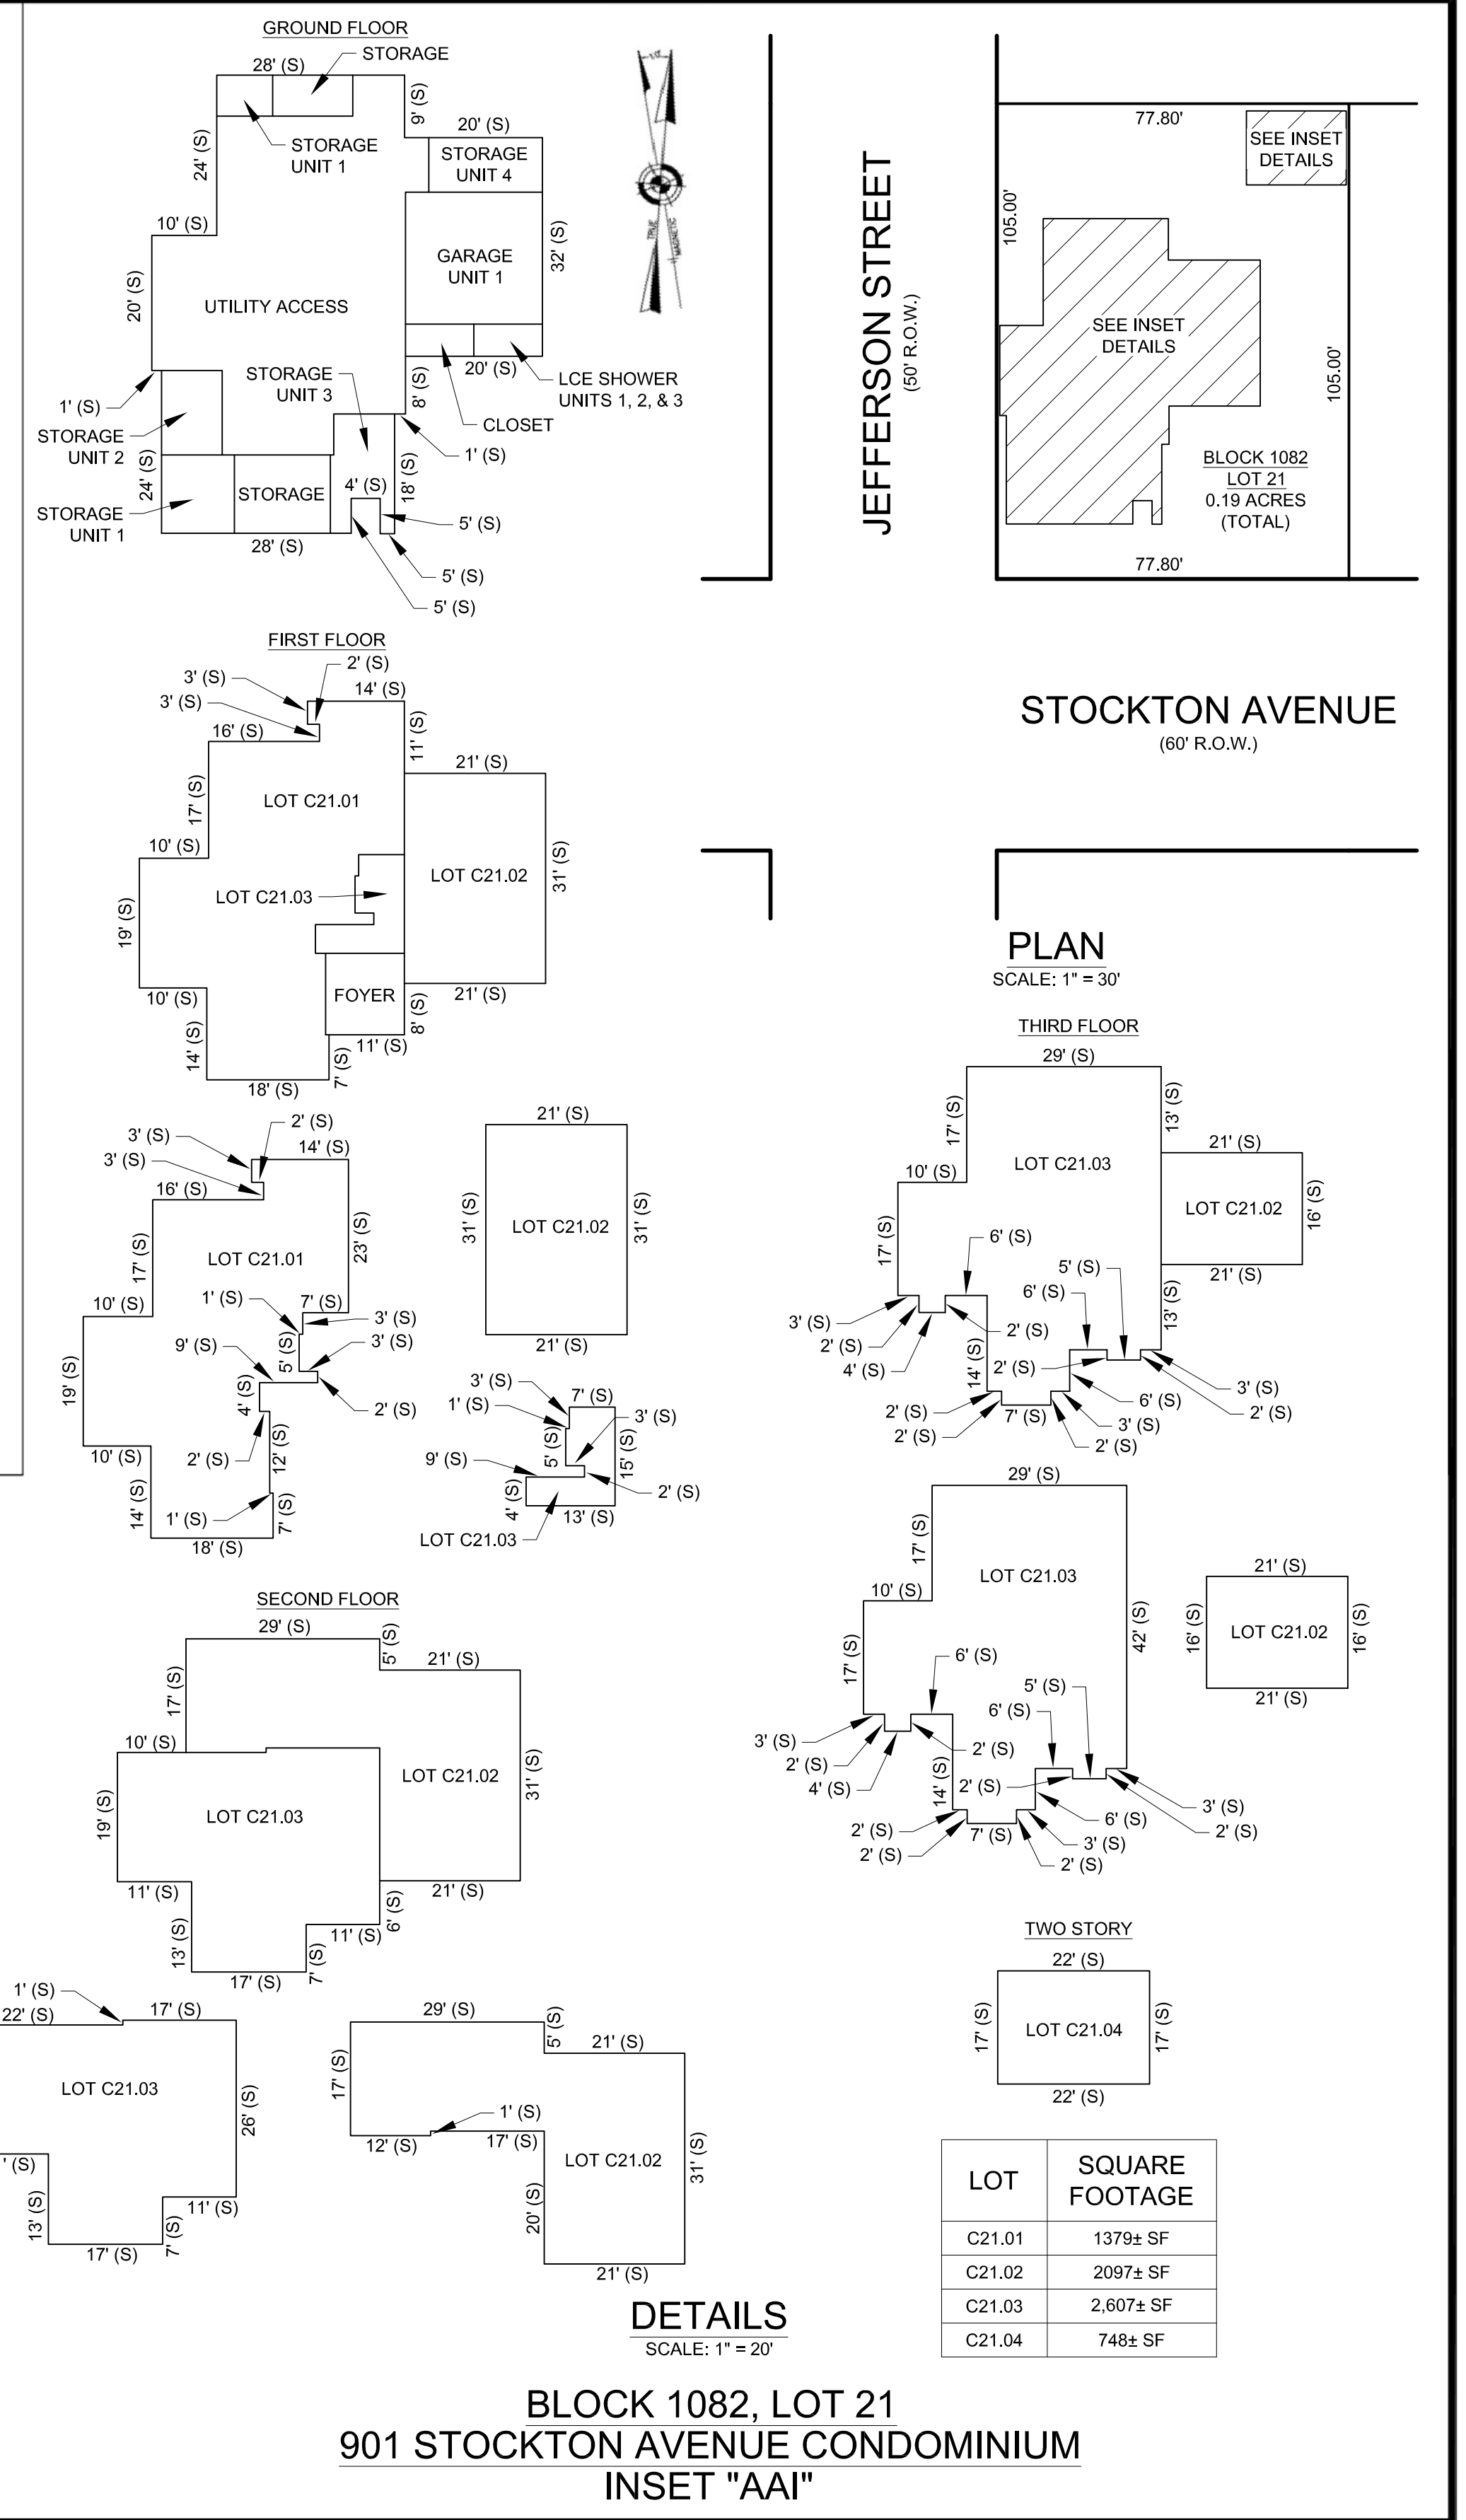 GROUND FLOOR
STORAGE
28' (S)
9' (S)
20' (S)
STORAGE
UNIT 1
STORAGE
UNIT 4
24' (S)
10' (S)
GARAGE
UNIT 1
32' (S)
20' (S)
UTILITY ACCESS
STORAGE
UNIT 3
20' (S)
8' (S)
LCE SHOWER
UNITS 1, 2, & 3
1' (S)
CLOSET
STORAGE
UNIT 2
1' (S)
24' (S)
4' (S)
18' (S)
STORAGE
STORAGE
UNIT 1
5' (S)
28' (S)
5' (S)
5' (S)
TRUE
MAGNETIC
JEFFERSON STREET
(50' R.O.W.)
77.80'
SEE INSET
DETAILS
105.00'
SEE INSET
DETAILS
105.00'
BLOCK 1082
LOT 21
0.19 ACRES
(TOTAL)
77.80'
STOCKTON AVENUE
(60' R.O.W.)
PLAN
SCALE: 1" = 30'
FIRST FLOOR
2' (S)
3' (S)
14' (S)
3' (S)
16' (S)
11' (S)
21' (S)
17' (S)
LOT C21.01
10' (S)
LOT C21.02
31' (S)
LOT C21.03
19' (S)
10' (S)
FOYER
21' (S)
8' (S)
14' (S)
11' (S)
7' (S)
18' (S)
2' (S)
3' (S)
14' (S)
3' (S)
16' (S)
23' (S)
17' (S)
LOT C21.01
10' (S)
1' (S)
7' (S)
3' (S)
9' (S)
5' (S)
3' (S)
19' (S)
4' (S)
2' (S)
10' (S)
2' (S)
12' (S)
14' (S)
1' (S)
7' (S)
18' (S)
21' (S)
31' (S)
LOT C21.02
31' (S)
21' (S)
3' (S)
7' (S)
1' (S)
3' (S)
5' (S)
15' (S)
9' (S)
4' (S)
2' (S)
13' (S)
LOT C21.03
SECOND FLOOR
29' (S)
5' (S)
21' (S)
17' (S)
10' (S)
LOT C21.02
31' (S)
19' (S)
LOT C21.03
11' (S)
21' (S)
6' (S)
13' (S)
11' (S)
7' (S)
17' (S)
1' (S)
22' (S)
17' (S)
LOT C21.03
26' (S)
' (S)
13' (S)
11' (S)
7' (S)
17' (S)
29' (S)
5' (S)
21' (S)
17' (S)
1' (S)
12' (S)
17' (S)
LOT C21.02
31' (S)
20' (S)
21' (S)
THIRD FLOOR
29' (S)
17' (S)
13' (S)
21' (S)
LOT C21.03
10' (S)
LOT C21.02
16' (S)
17' (S)
6' (S)
5' (S)
21' (S)
6' (S)
13' (S)
3' (S)
2' (S)
2' (S)
4' (S)
14' (S)
2' (S)
3' (S)
2' (S)
6' (S)
2' (S)
7' (S)
3' (S)
2' (S)
2' (S)
29' (S)
17' (S)
LOT C21.03
10' (S)
42' (S)
17' (S)
6' (S)
5' (S)
6' (S)
3' (S)
2' (S)
2' (S)
4' (S)
14' (S)
2' (S)
3' (S)
2' (S)
6' (S)
2' (S)
7' (S)
3' (S)
2' (S)
2' (S)
21' (S)
16' (S)
LOT C21.02
16' (S)
21' (S)
TWO STORY
22' (S)
17' (S)
LOT C21.04
17' (S)
22' (S)
LOT SQUARE FOOTAGE
C21.01 1379± SF
C21.02 2097± SF
C21.03 2,607± SF
C21.04 748± SF
DETAILS
SCALE: 1" = 20'
BLOCK 1082, LOT 21
901 STOCKTON AVENUE CONDOMINIUM
INSET "AAI"